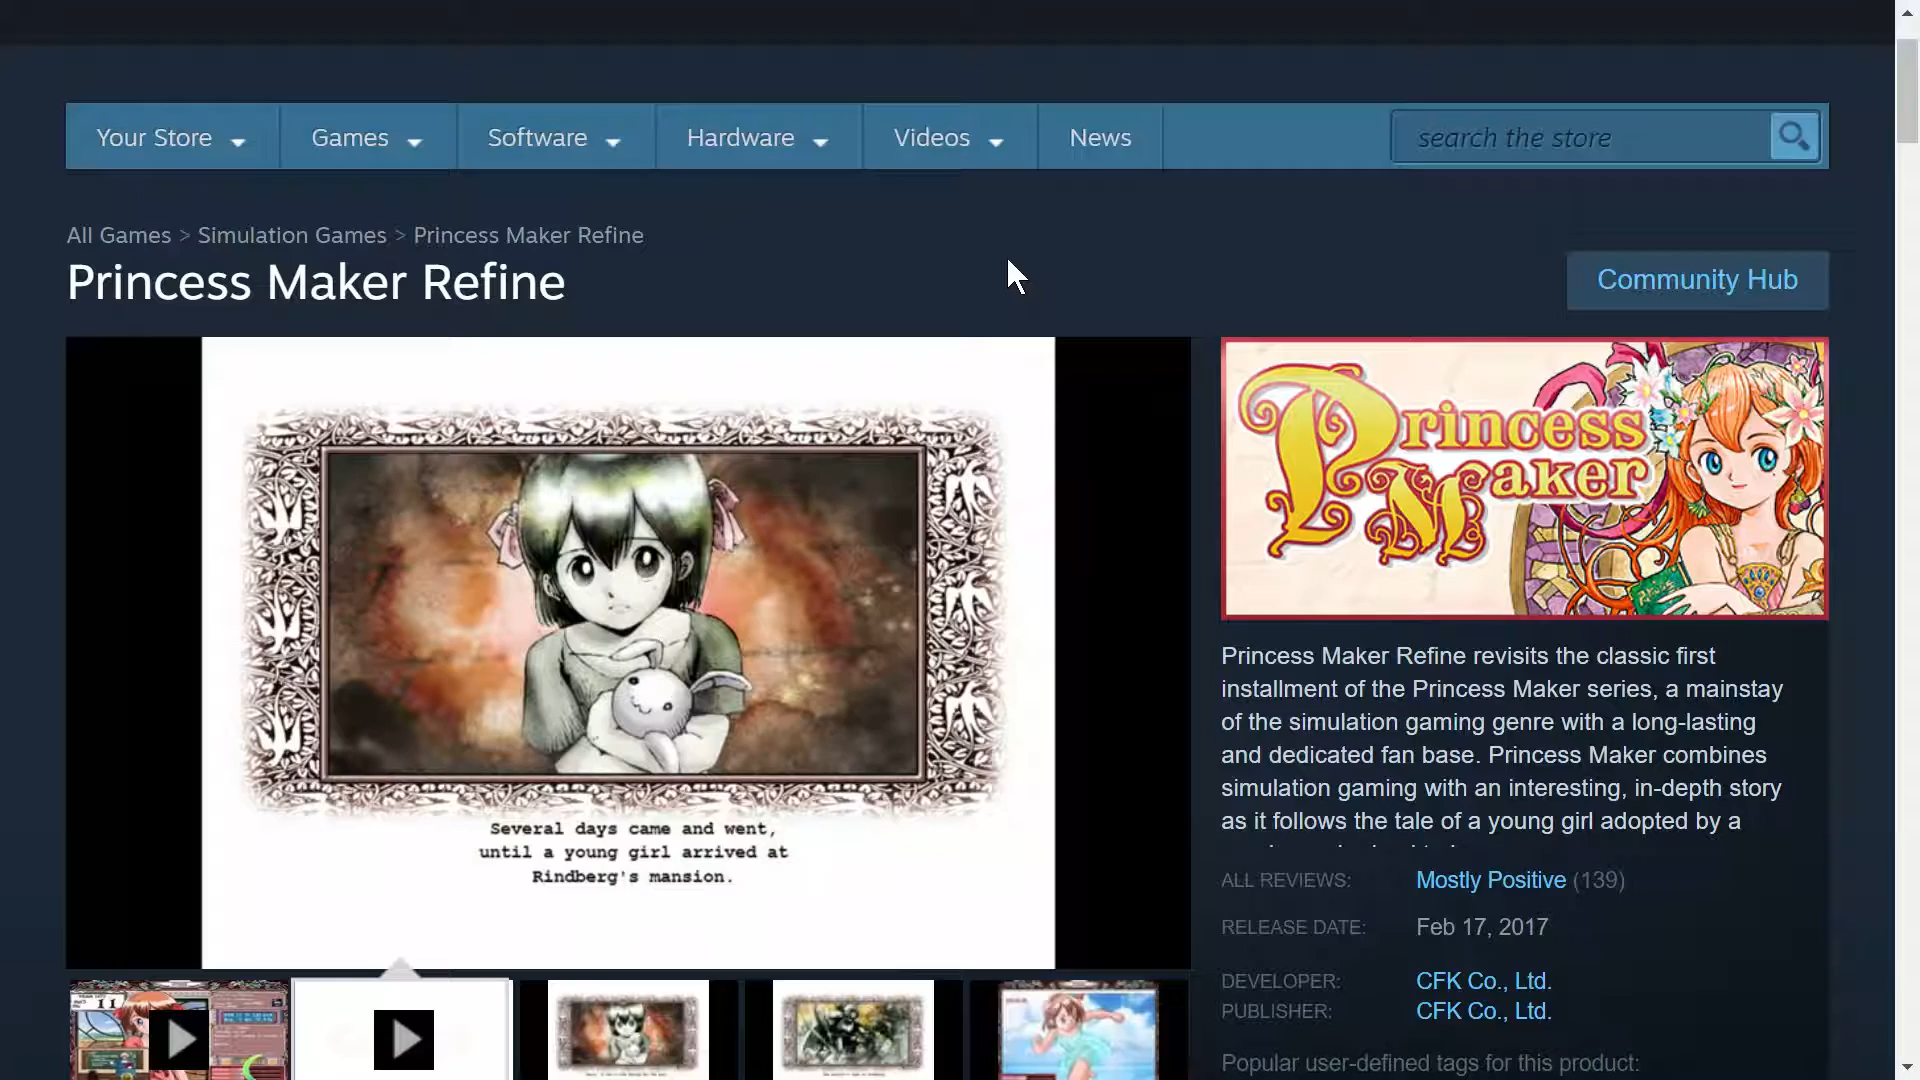 Your Store Games Software Hardware Videos News search the store
All Games > Simulation Games > Princess Maker Refine
Princess Maker Refine
Community Hub
Several days came and went,
until a young girl arrived at
Rindberg's mansion.
Princess
Maker
Princess Maker Refine revisits the classic first
installment of the Princess Maker series, a mainstay
of the simulation gaming genre with a long-lasting
and dedicated fan base. Princess Maker combines
simulation gaming with an interesting, in-depth story
as it follows the tale of a young girl adopted by a
ALL REVIEWS: Mostly Positive (139)
RELEASE DATE: Feb 17, 2017
DEVELOPER: CFK Co., Ltd.
PUBLISHER: CFK Co., Ltd.
Popular user-defined tags for this product:
11